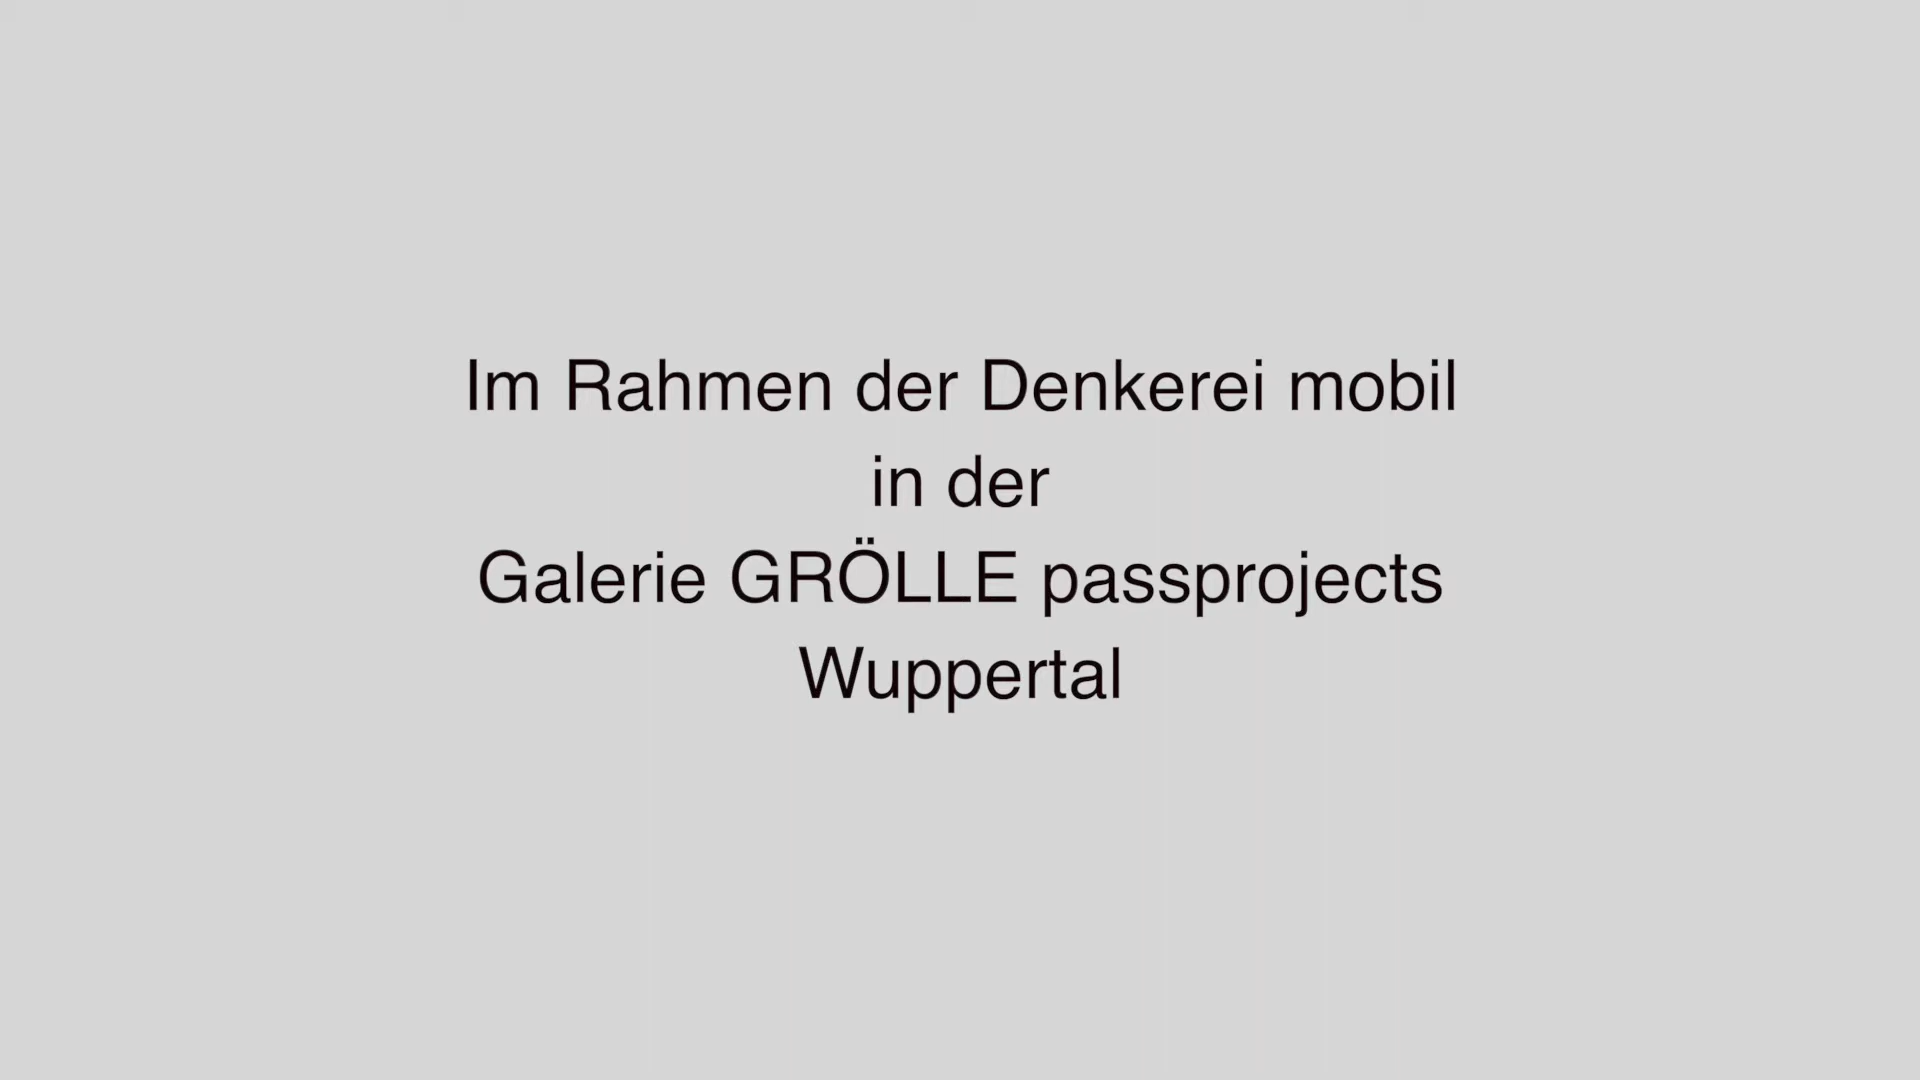 Im Rahmen der Denkerei mobil
in der
Galerie GRÖLLE passprojects
Wuppertal